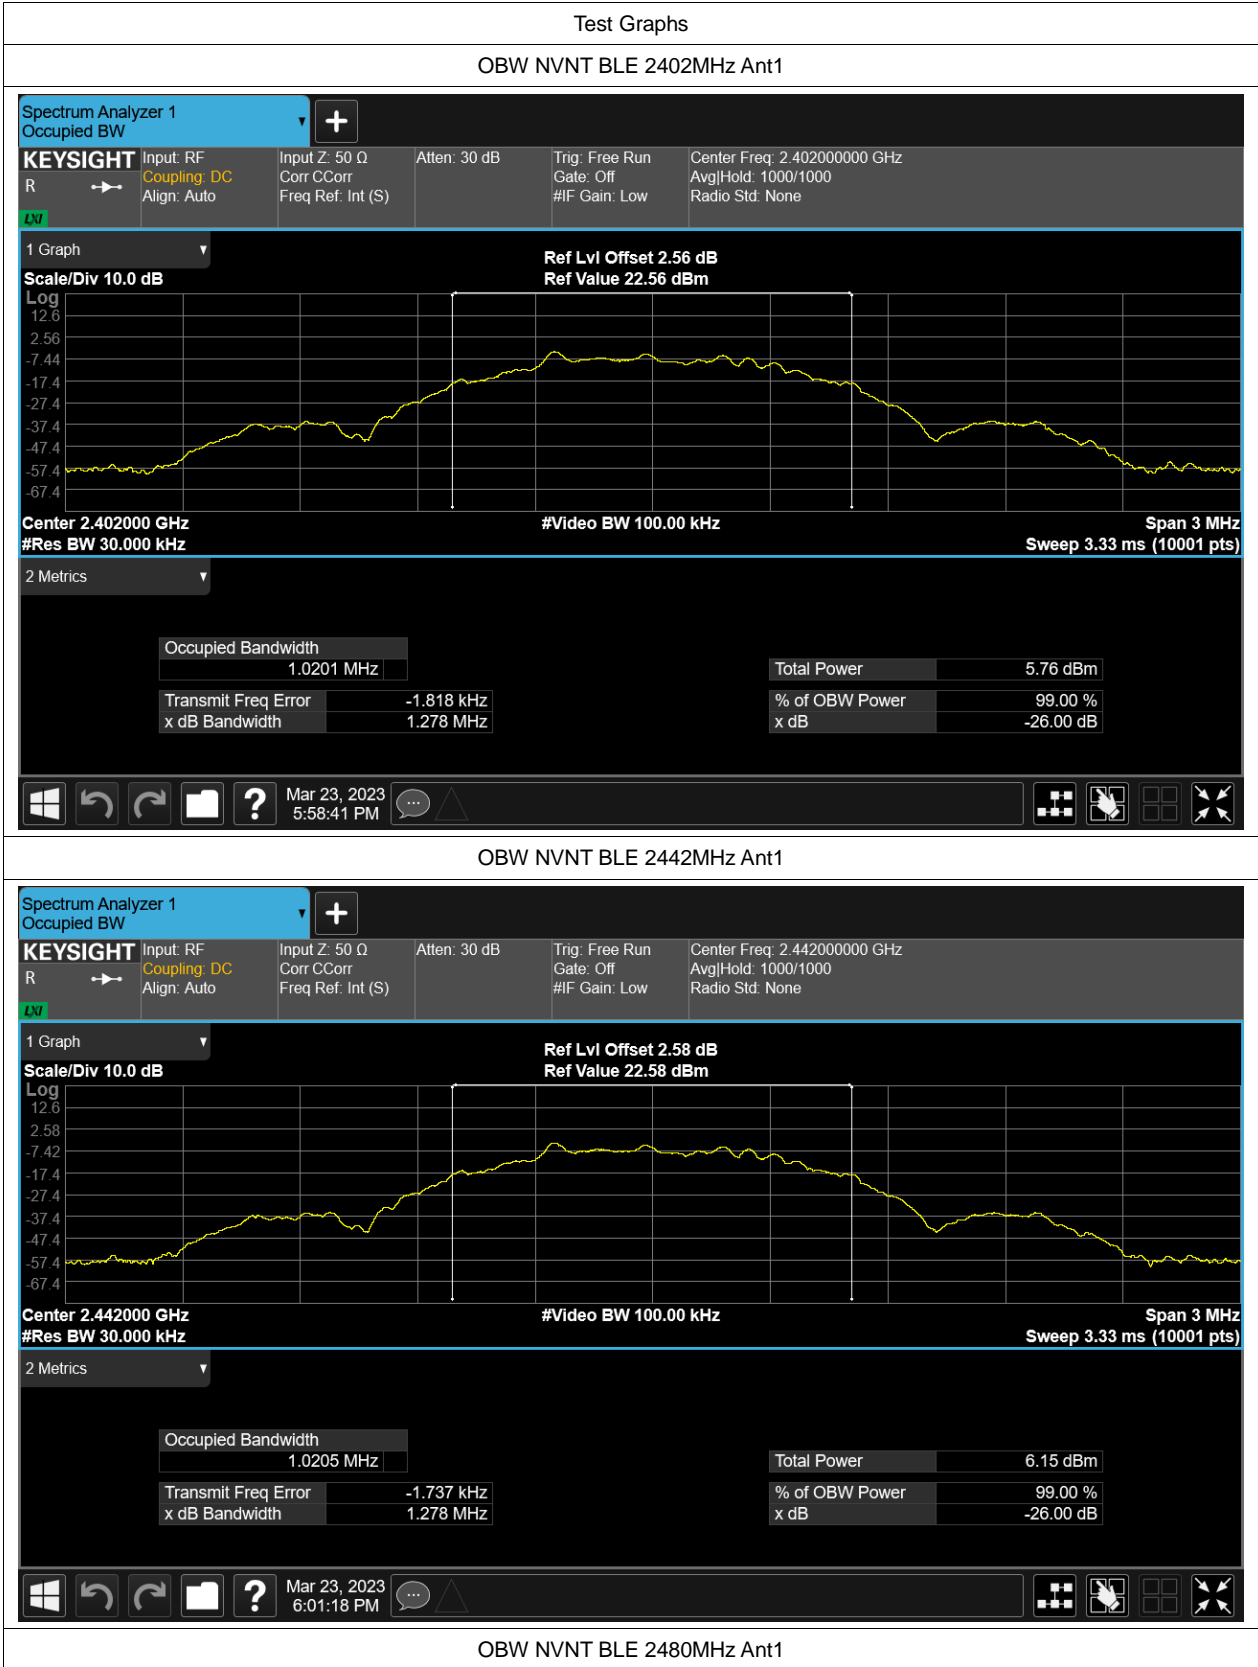 Test Graphs
OBW NVNT BLE 2402MHz Ant1
Spectrum Analyzer 1
Occupied BW
KEYSIGHT Input: RF Input Z: 50 Ω Atten: 30 dB Trig: Free Run Center Freq: 2.402000000 GHz
R Coupling: DC Corr CCorr Gate: Off Avg|Hold: 1000/1000
Align: Auto Freq Ref: Int (S) #IF Gain: Low Radio Std: None
LXI
1 Graph
Ref Lvl Offset 2.56 dB
Scale/Div 10.0 dB Ref Value 22.56 dBm
Log
12.6
2.56
-7.44
-17.4
-27.4
-37.4
-47.4
-57.4
-67.4
Center 2.402000 GHz #Video BW 100.00 kHz Span 3 MHz
#Res BW 30.000 kHz Sweep 3.33 ms (10001 pts)
2 Metrics
Occupied Bandwidth
1.0201 MHz Total Power 5.76 dBm
Transmit Freq Error -1.818 kHz % of OBW Power 99.00 %
x dB Bandwidth 1.278 MHz x dB -26.00 dB
Mar 23, 2023
5:58:41 PM
OBW NVNT BLE 2442MHz Ant1
Spectrum Analyzer 1
Occupied BW
KEYSIGHT Input: RF Input Z: 50 Ω Atten: 30 dB Trig: Free Run Center Freq: 2.442000000 GHz
R Coupling: DC Corr CCorr Gate: Off Avg|Hold: 1000/1000
Align: Auto Freq Ref: Int (S) #IF Gain: Low Radio Std: None
LXI
1 Graph
Ref Lvl Offset 2.58 dB
Scale/Div 10.0 dB Ref Value 22.58 dBm
Log
12.6
2.58
-7.42
-17.4
-27.4
-37.4
-47.4
-57.4
-67.4
Center 2.442000 GHz #Video BW 100.00 kHz Span 3 MHz
#Res BW 30.000 kHz Sweep 3.33 ms (10001 pts)
2 Metrics
Occupied Bandwidth
1.0205 MHz Total Power 6.15 dBm
Transmit Freq Error -1.737 kHz % of OBW Power 99.00 %
x dB Bandwidth 1.278 MHz x dB -26.00 dB
Mar 23, 2023
6:01:18 PM
OBW NVNT BLE 2480MHz Ant1